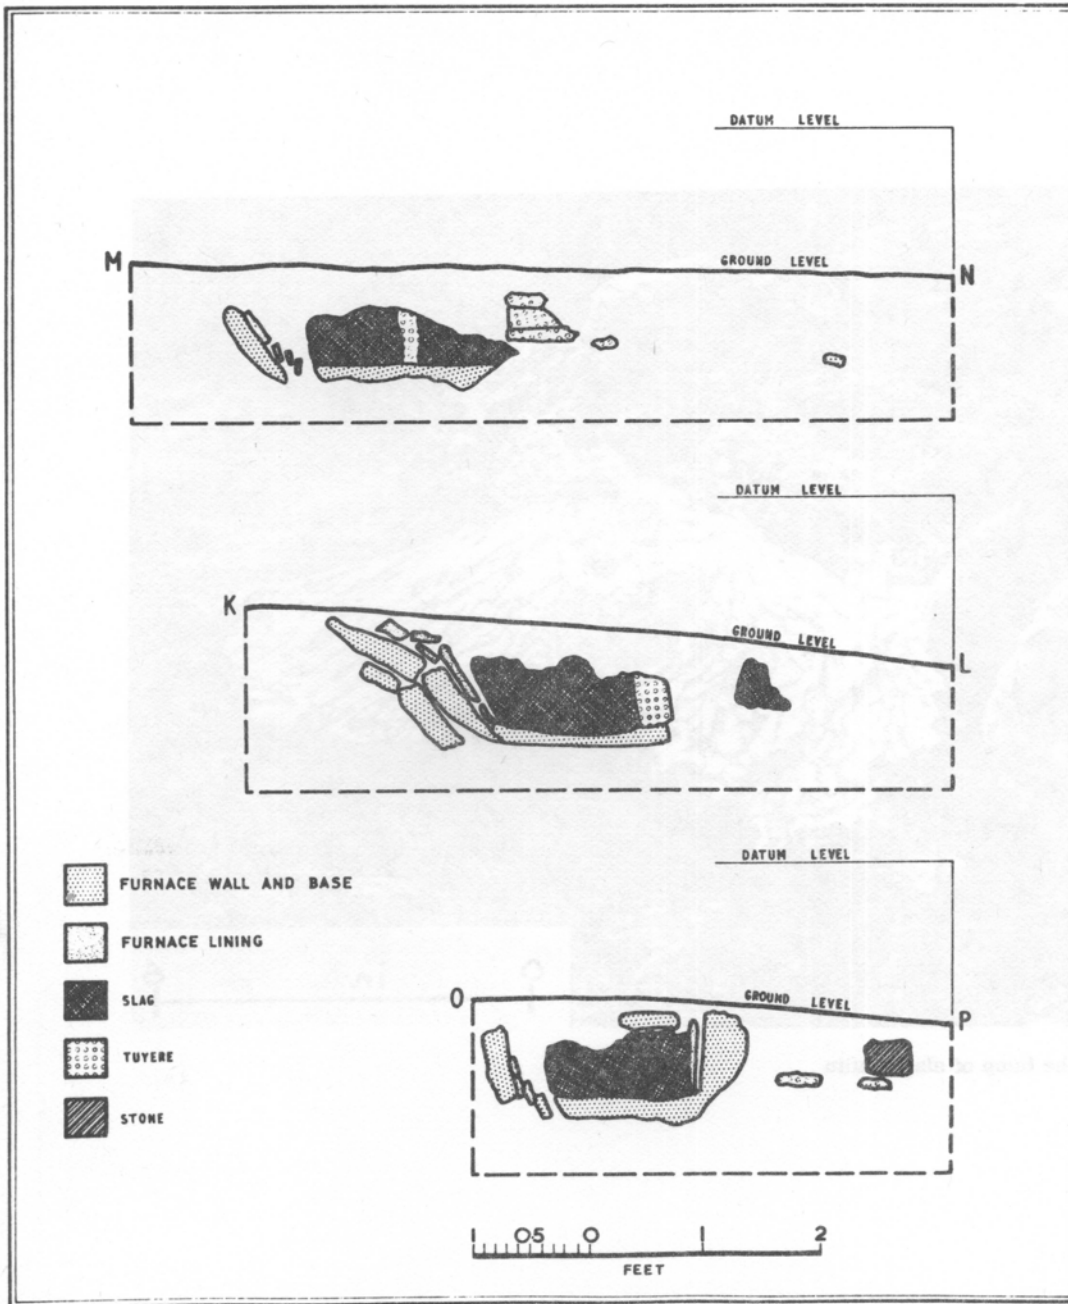 DATUM LEVEL
M GROUND LEVEL N
DATUM LEVEL
K GROUND LEVEL L
DATUM LEVEL
FURNACE WALL AND BASE
FURNACE LINING
SLAG
TUYERE
STONE
O GROUND LEVEL P
1 0·5 0 1 2
FEET